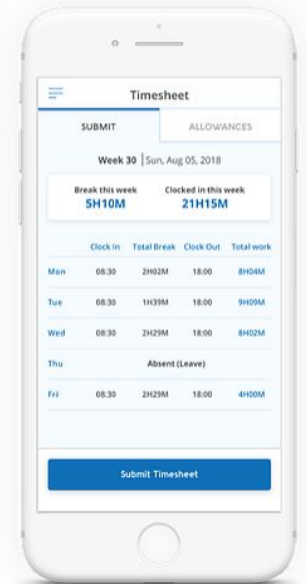 Timesheet
SUBMIT ALLOWANCES
Week 30 | Sun, Aug 05, 2018
Break this week Clocked in this week
5H10M 21H15M
Clock In Total Break Clock Out Total work
Mon 08:30 2H02M 18:00 8H04M
Tue 08:30 1H39M 18:00 9H09M
Wed 08:30 2H29M 18:00 8H02M
Thu Absent (Leave)
Fri 08:30 2H29M 18:00 4H00M
Submit Timesheet